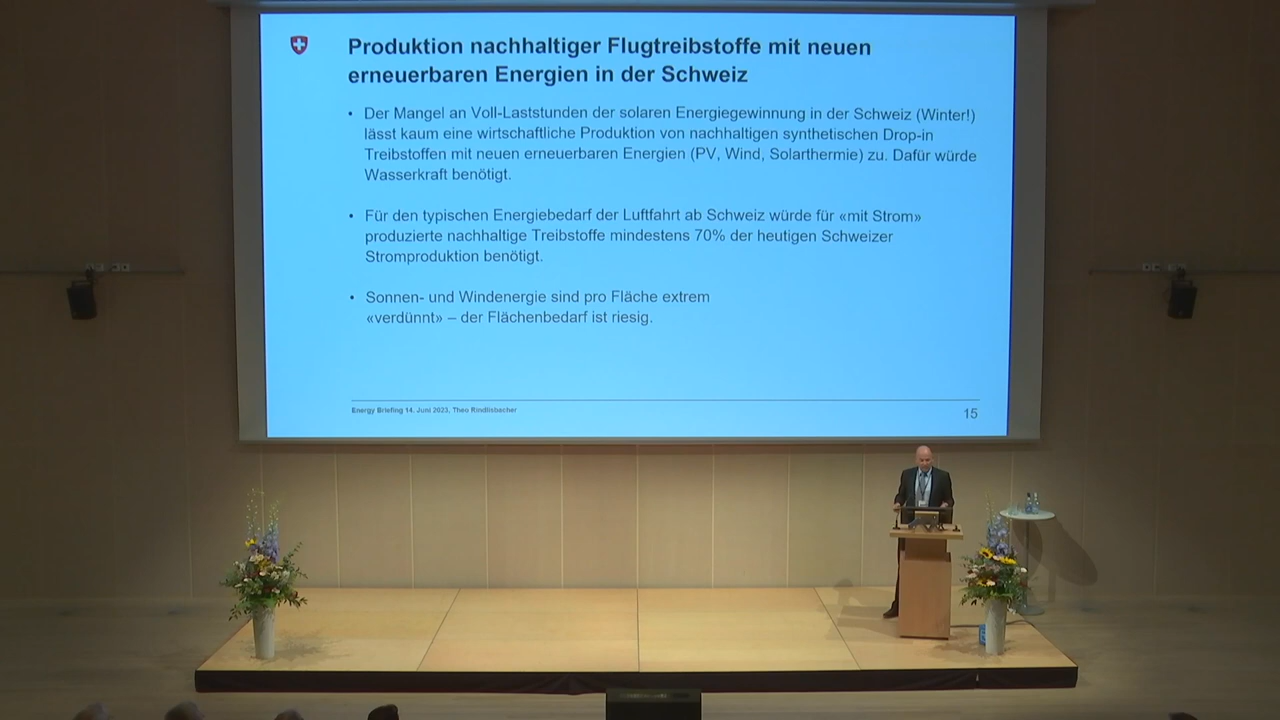 Produktion nachhaltiger Flugtreibstoffe mit neuen
erneuerbaren Energien in der Schweiz
• Der Mangel an Voll-Laststunden der solaren Energiegewinnung in der Schweiz (Winter!)
lässt kaum eine wirtschaftliche Produktion von nachhaltigen synthetischen Drop-in
Treibstoffen mit neuen erneuerbaren Energien (PV, Wind, Solarthermie) zu. Dafür würde
Wasserkraft benötigt.
• Für den typischen Energiebedarf der Luftfahrt ab Schweiz würde für «mit Strom»
produzierte nachhaltige Treibstoffe mindestens 70% der heutigen Schweizer
Stromproduktion benötigt.
• Sonnen- und Windenergie sind pro Fläche extrem
«verdünnt» – der Flächenbedarf ist riesig.
Energy Briefing 14. Juni 2023, Theo Rindlisbacher
15